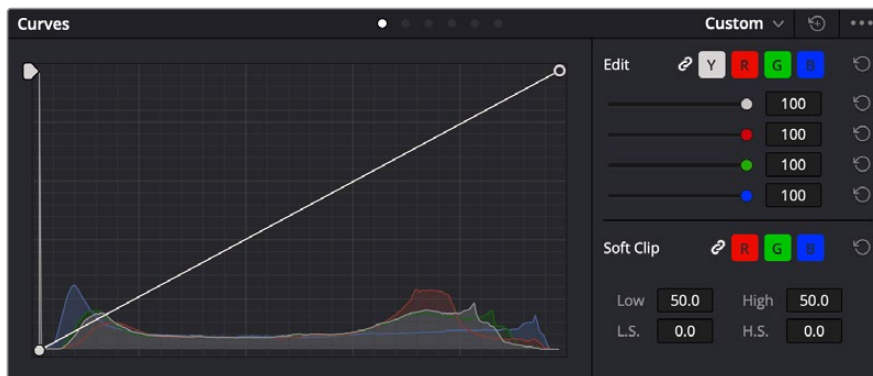 Curves Custom
Edit Y R G B
100
100
100
100
Soft Clip R G B
Low 50.0 High 50.0
L.S. 0.0 H.S. 0.0